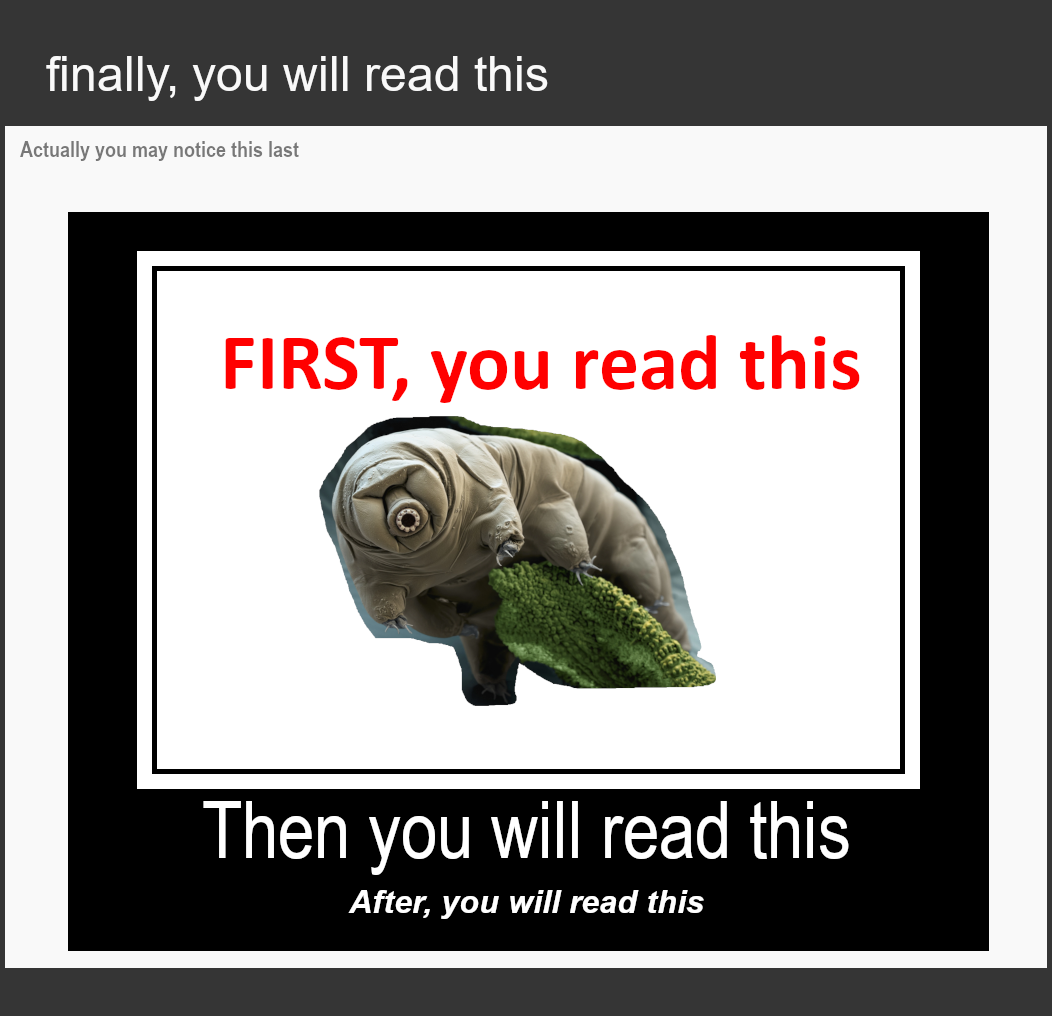 finally, you will read this
Actually you may notice this last
FIRST, you read this
Then you will read this
After, you will read this